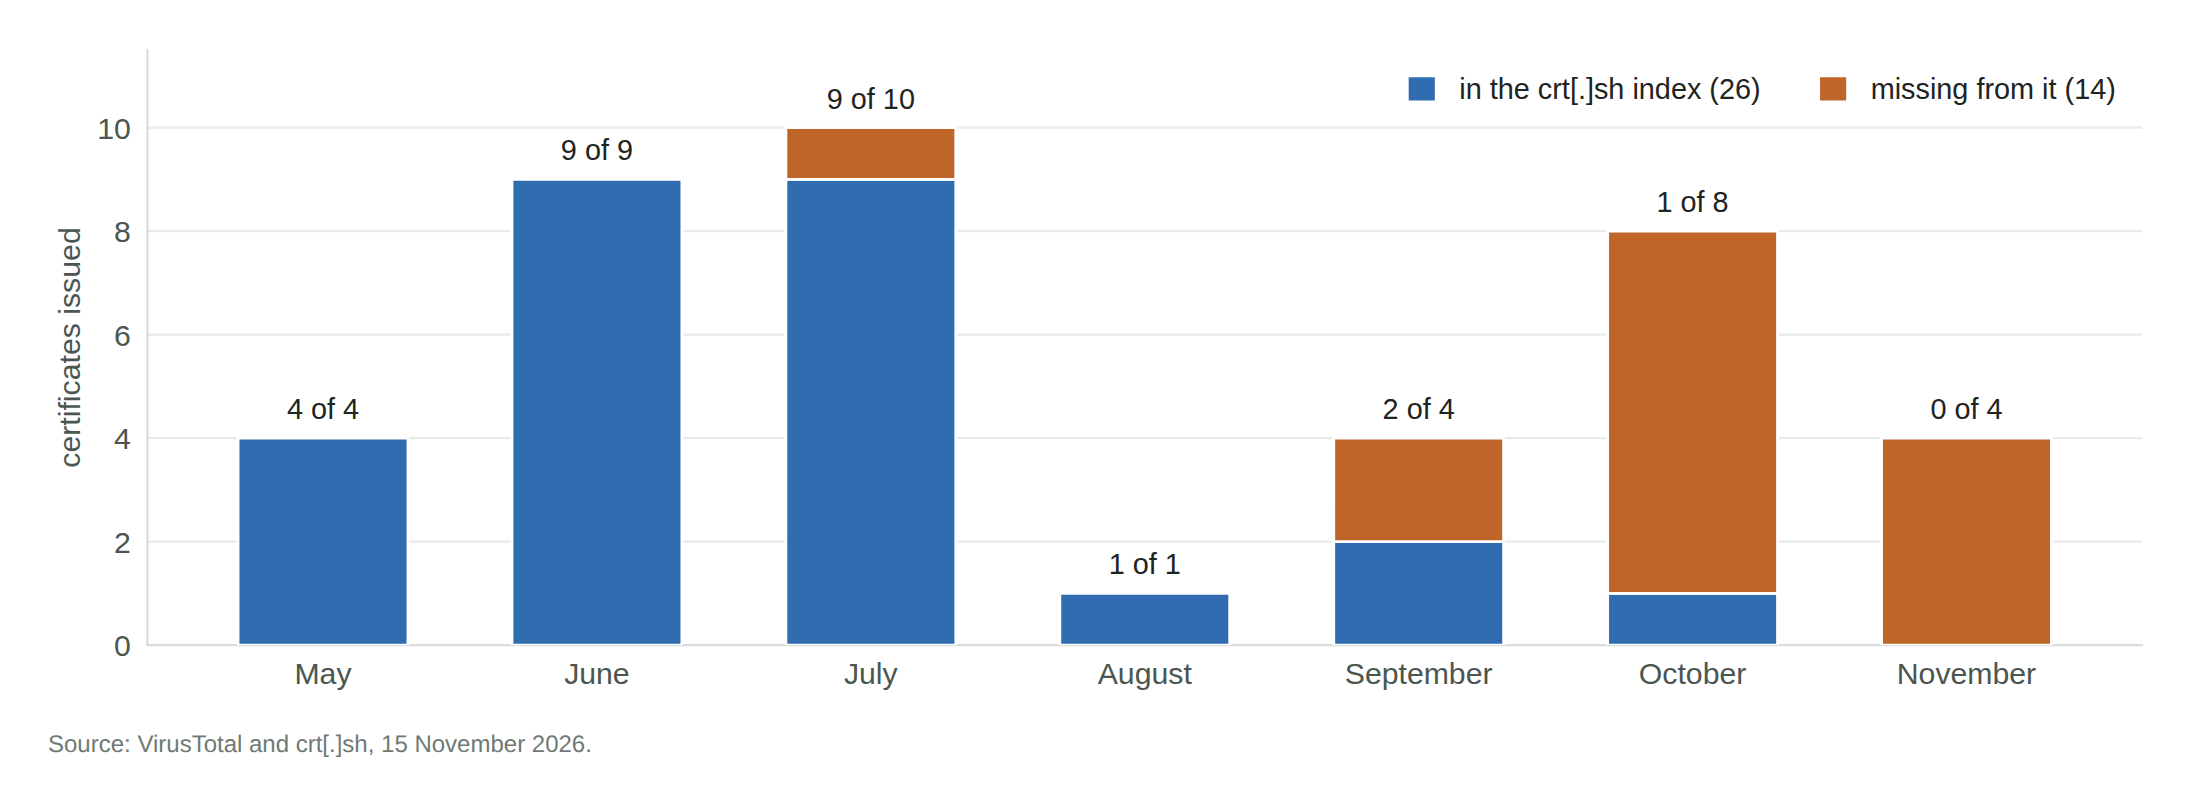 in the crt[.]sh index (26)
missing from it (14)
certificates issued
10
8
6
4
2
0
4 of 4
9 of 9
9 of 10
1 of 1
2 of 4
1 of 8
0 of 4
May
June
July
August
September
October
November
Source: VirusTotal and crt[.]sh, 15 November 2026.